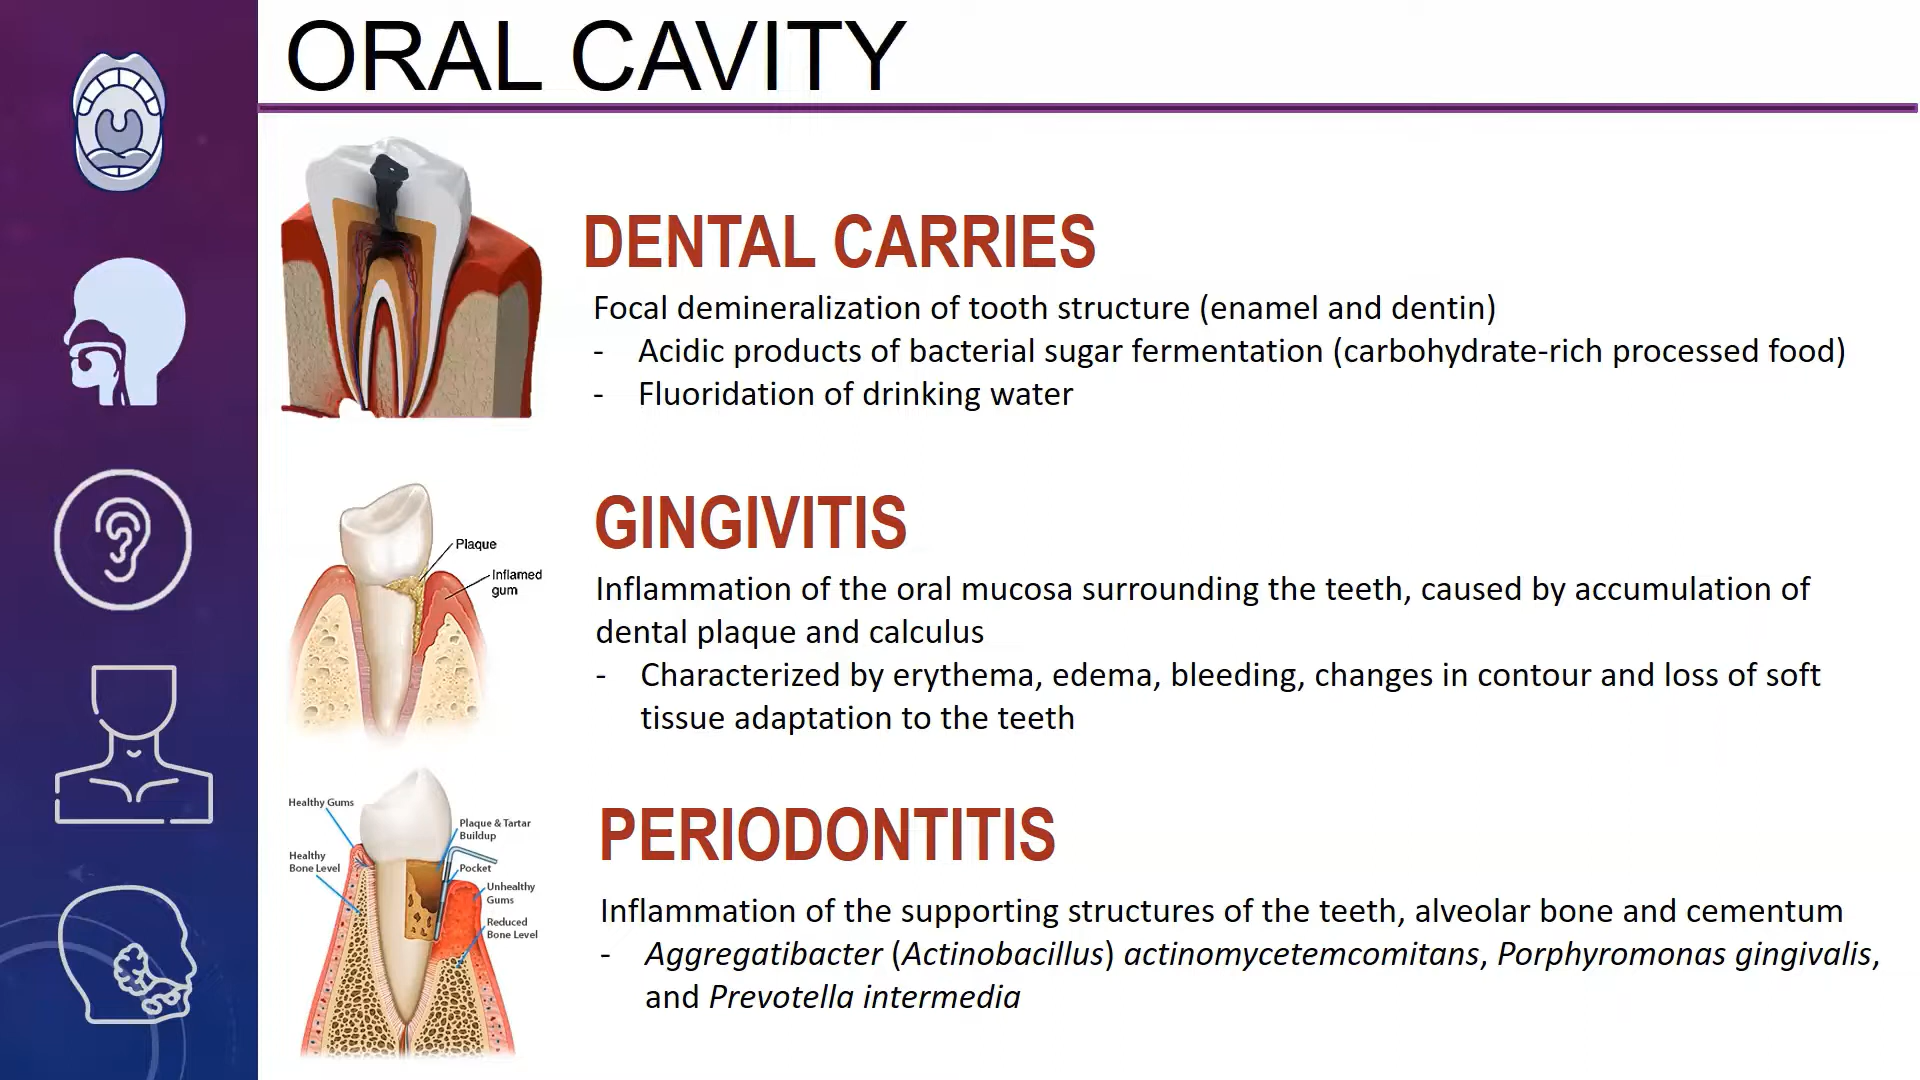 ORAL CAVITY
DENTAL CARRIES
Focal demineralization of tooth structure (enamel and dentin)
- Acidic products of bacterial sugar fermentation (carbohydrate-rich processed food)
- Fluoridation of drinking water
Plaque
Inflamed
gum
GINGIVITIS
Inflammation of the oral mucosa surrounding the teeth, caused by accumulation of
dental plaque and calculus
- Characterized by erythema, edema, bleeding, changes in contour and loss of soft
tissue adaptation to the teeth
Healthy Gums
Healthy
Bone Level
Plaque & Tartar
Buildup
Pocket
Unhealthy
Gums
Reduced
Bone Level
PERIODONTITIS
Inflammation of the supporting structures of the teeth, alveolar bone and cementum
- Aggregatibacter (Actinobacillus) actinomycetemcomitans, Porphyromonas gingivalis,
and Prevotella intermedia